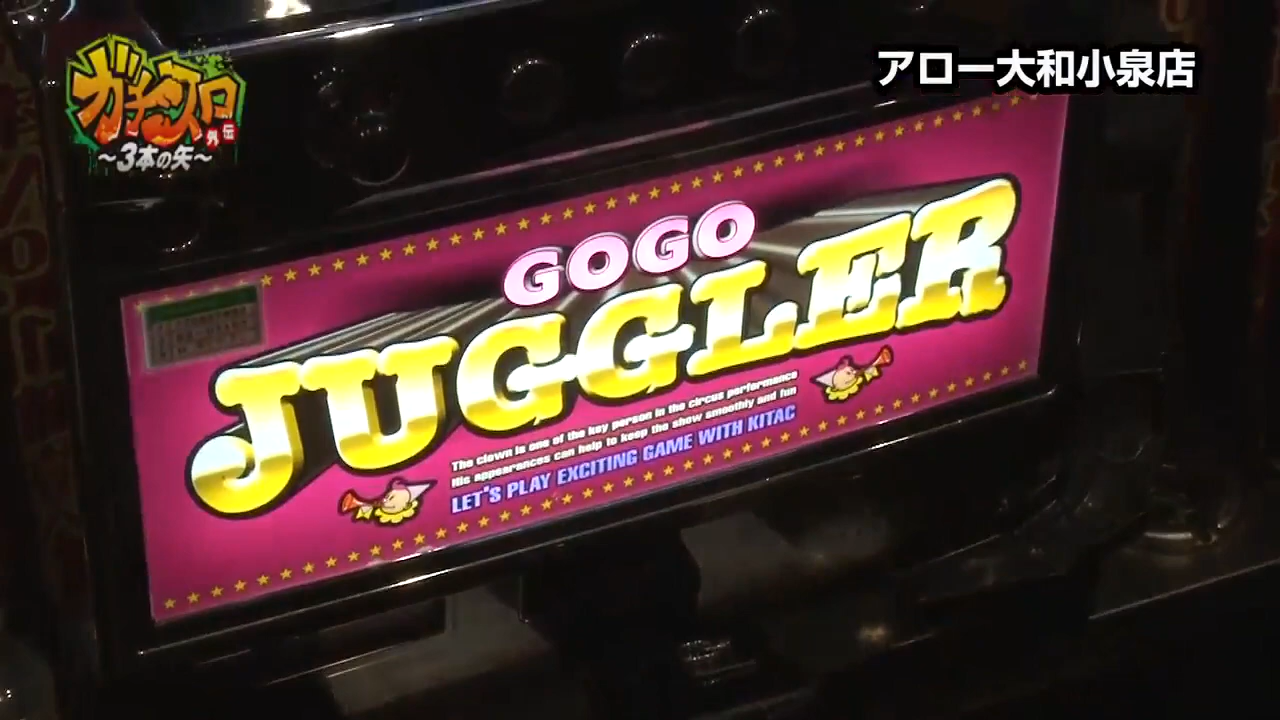 ガチスロ
外伝
～3本の矢～
アロー大和小泉店
GOGO
JUGGLER
The clown is one of the key person in the circus performance
His appearances can help to keep the show smoothly and fun
LET'S PLAY EXCITING GAME WITH KITAC